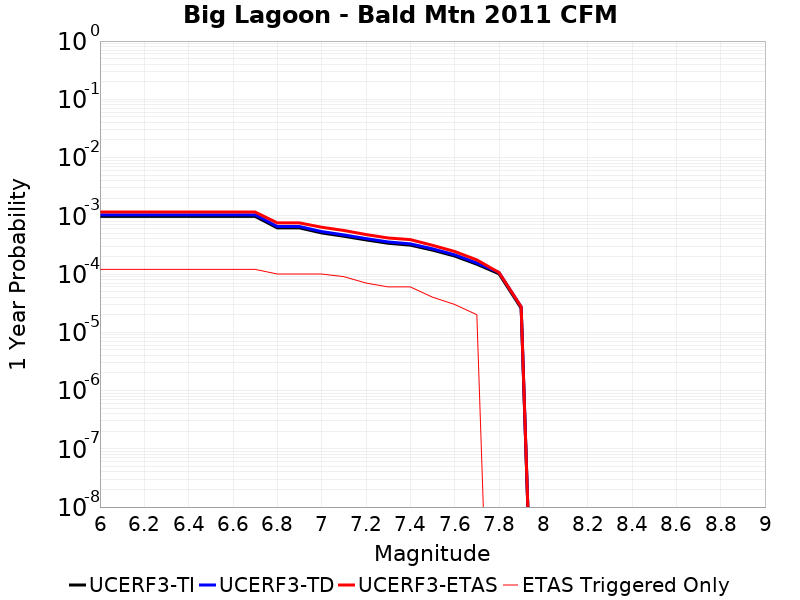 Big Lagoon - Bald Mtn 2011 CFM
1 Year Probability
10^0
10^-1
10^-2
10^-3
10^-4
10^-5
10^-6
10^-7
10^-8
6 6.2 6.4 6.6 6.8 7 7.2 7.4 7.6 7.8 8 8.2 8.4 8.6 8.8 9
Magnitude
UCERF3-TI UCERF3-TD UCERF3-ETAS ETAS Triggered Only